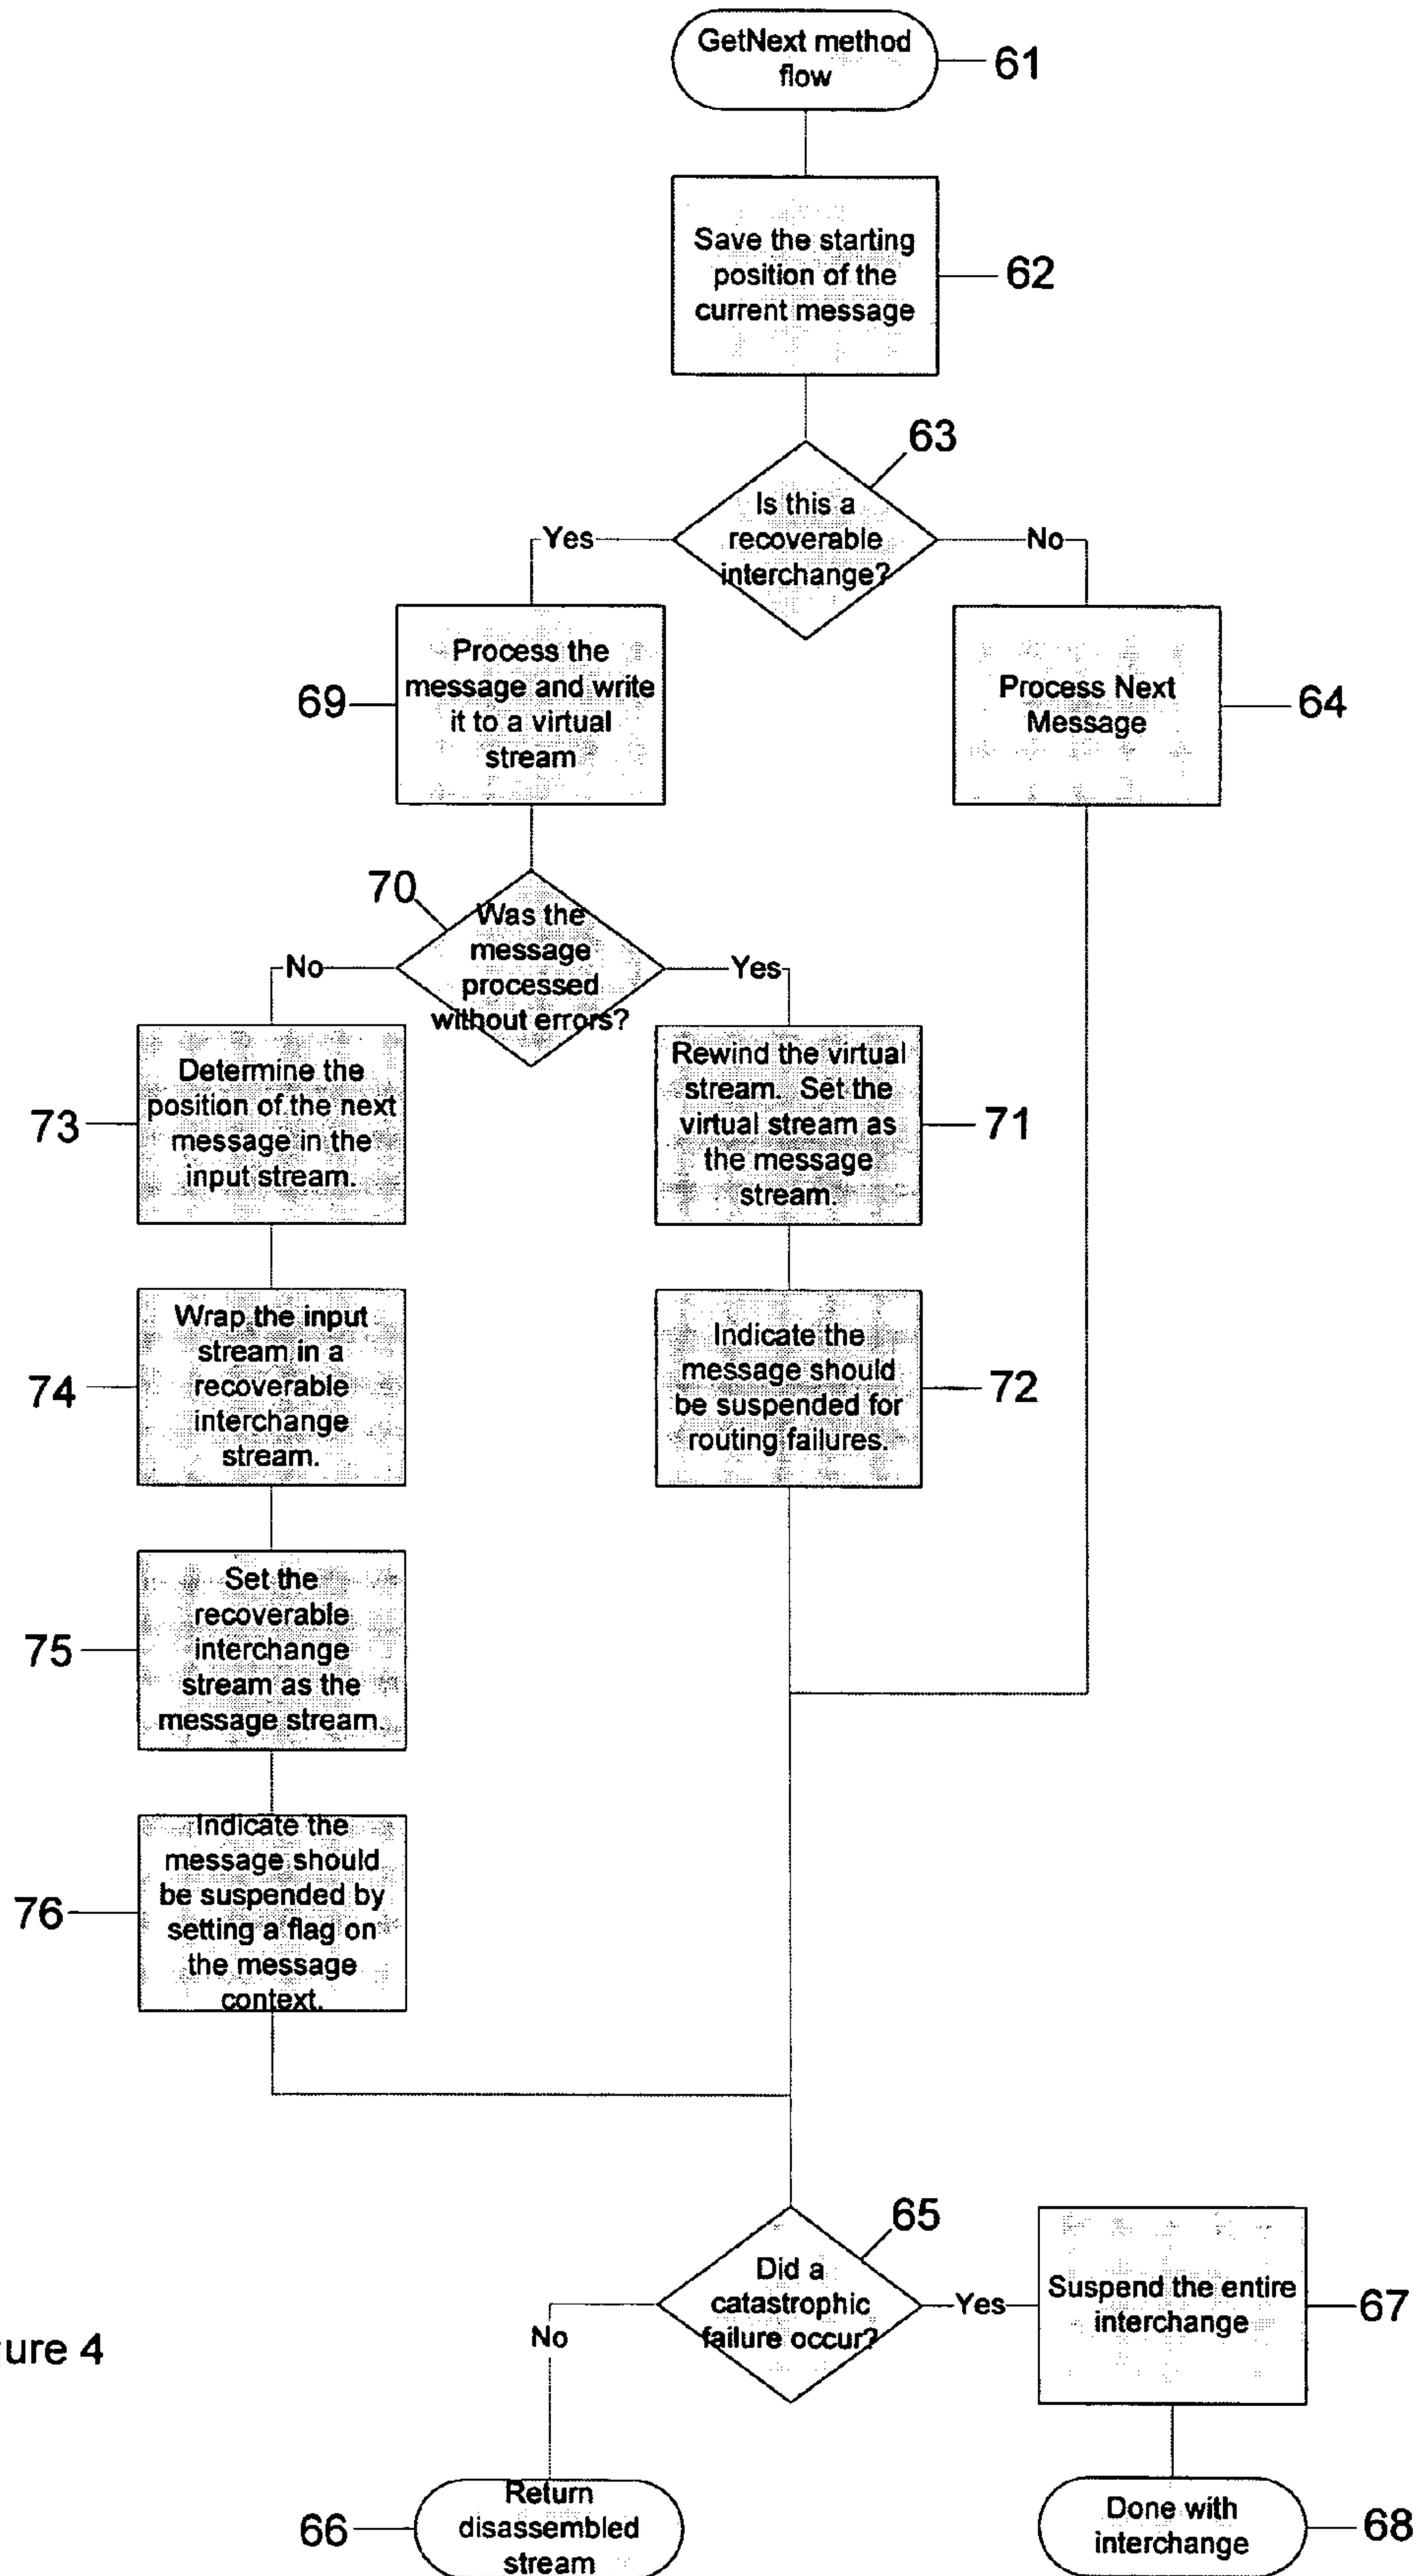 GetNext method
flow
61
Save the starting
position of the
current message
62
63
Is this a
recoverable
interchange?
Yes
No
Process the
message and write
it to a virtual
stream
69
Process Next
Message
64
70
Was the
message
processed
without errors?
No
Yes
Determine the
position of the next
message in the
input stream.
73
Rewind the virtual
stream. Set the
virtual stream as
the message
stream.
71
Wrap the input
stream in a
recoverable
interchange
stream.
74
Indicate the
message should
be suspended for
routing failures.
72
Set the
recoverable
interchange
stream as the
message stream.
75
Indicate the
message should
be suspended by
setting a flag on
the message
context.
76
65
Did a
catastrophic
failure occur?
No
Yes
Suspend the entire
interchange
67
ure 4
Return
disassembled
stream
66
Done with
interchange
68